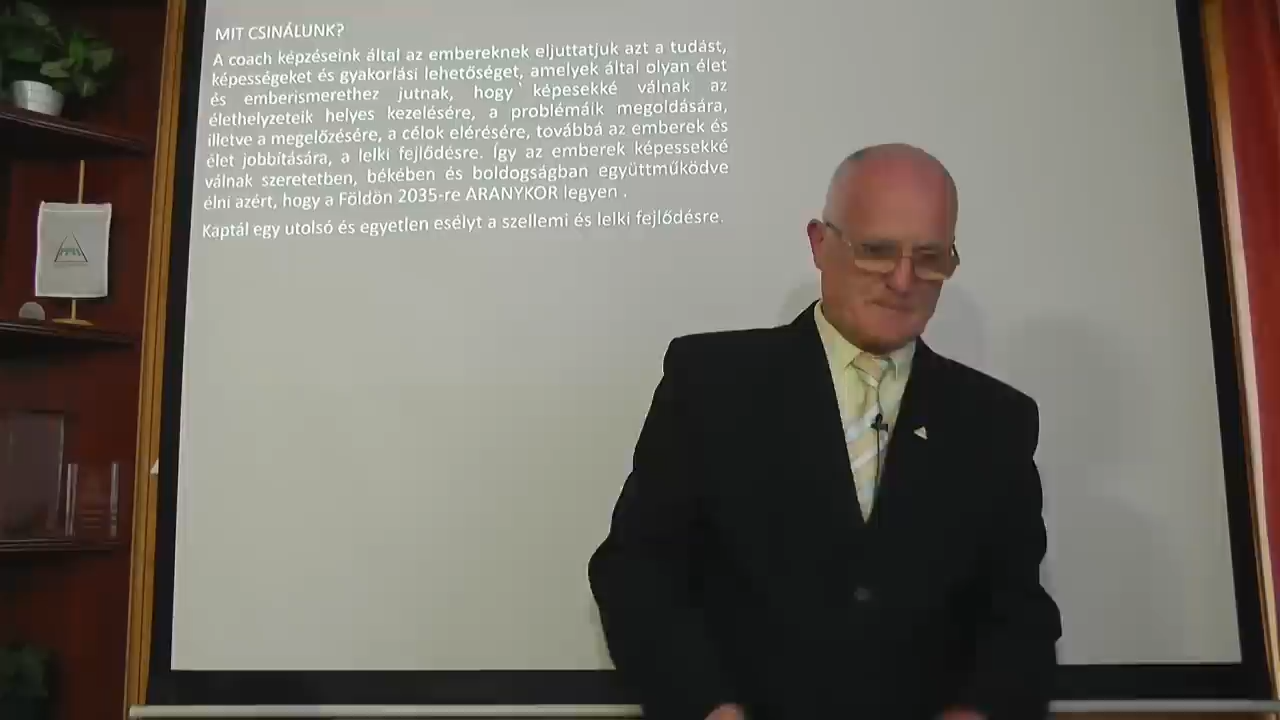 MIT CSINÁLUNK?
A coach képzéseink által az embereknek eljuttatjuk azt a tudást,
képességeket és gyakorlási lehetőséget, amelyek által olyan élet
és emberismerethez jutnak, hogy képesekké válnak az
élethelyzeteik helyes kezelésére, a problémáik megoldására,
illetve a megelőzésére, a célok elérésére, továbbá az emberek és
élet jobbítására, a lelki fejlődésre. Így az emberek képessekké
válnak szeretetben, békében és boldogságban együttműködve
élni azért, hogy a Földön 2035-re ARANYKOR legyen .
Kaptál egy utolsó és egyetlen esélyt a szellemi és lelki fejlődésre.